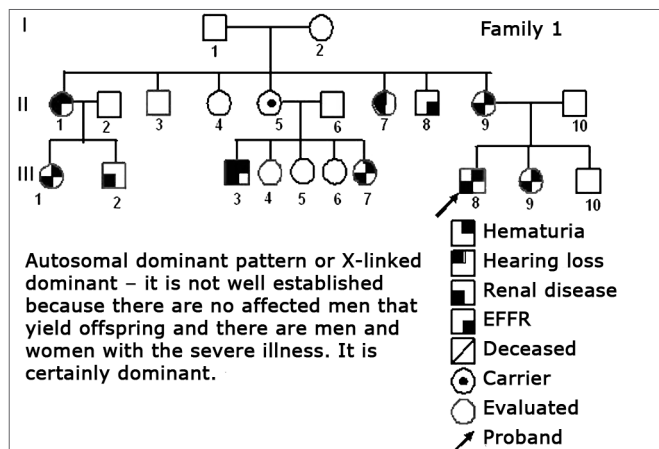 I
1
2
Family 1
II
1
2
3
4
5
6
7
8
9
10
III
1
2
3
4
5
6
7
8
9
10
Hematuria
Hearing loss
Renal disease
EFFR
Deceased
Carrier
Evaluated
Proband
Autosomal dominant pattern or X-linked
dominant – it is not well established
because there are no affected men that
yield offspring and there are men and
women with the severe illness. It is
certainly dominant.